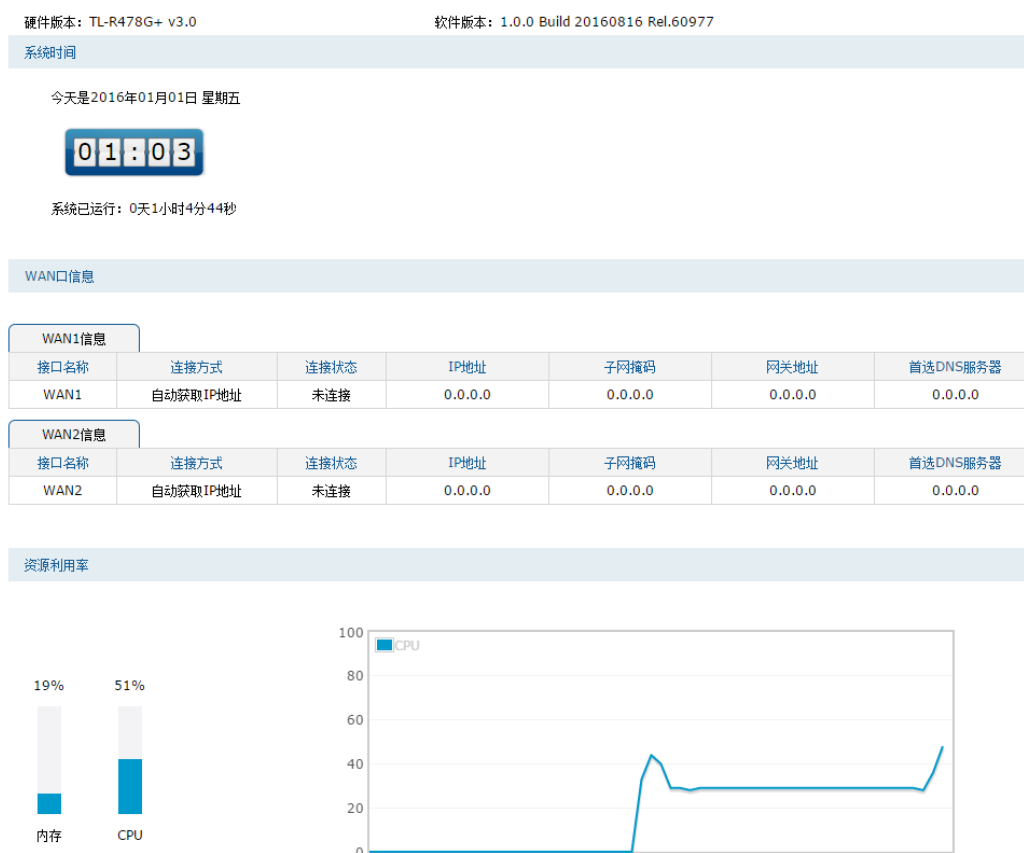 硬件版本：TL-R478G+ v3.0 软件版本：1.0.0 Build 20160816 Rel.60977
系统时间
今天是2016年01月01日 星期五
01:03
系统已运行：0天1小时4分44秒
WAN口信息
WAN1信息
接口名称 连接方式 连接状态 IP地址 子网掩码 网关地址 首选DNS服务器
WAN1 自动获取IP地址 未连接 0.0.0.0 0.0.0.0 0.0.0.0 0.0.0.0
WAN2信息
接口名称 连接方式 连接状态 IP地址 子网掩码 网关地址 首选DNS服务器
WAN2 自动获取IP地址 未连接 0.0.0.0 0.0.0.0 0.0.0.0 0.0.0.0
资源利用率
19% 51%
内存 CPU
100
CPU
80
60
40
20
0